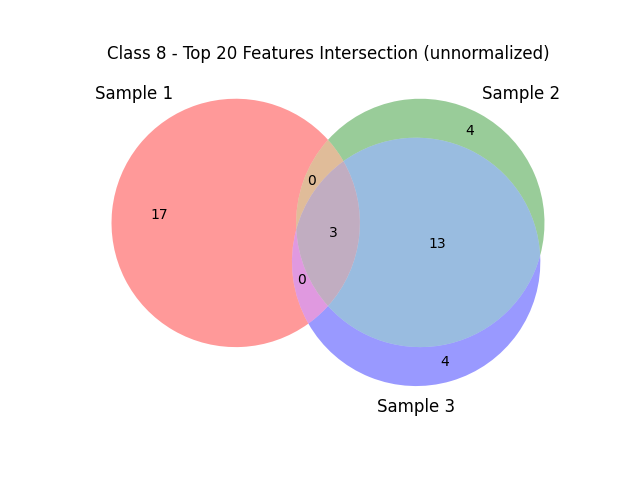 Class 8 - Top 20 Features Intersection (unnormalized)
Sample 1
Sample 2
4
0
17
3
13
0
4
Sample 3